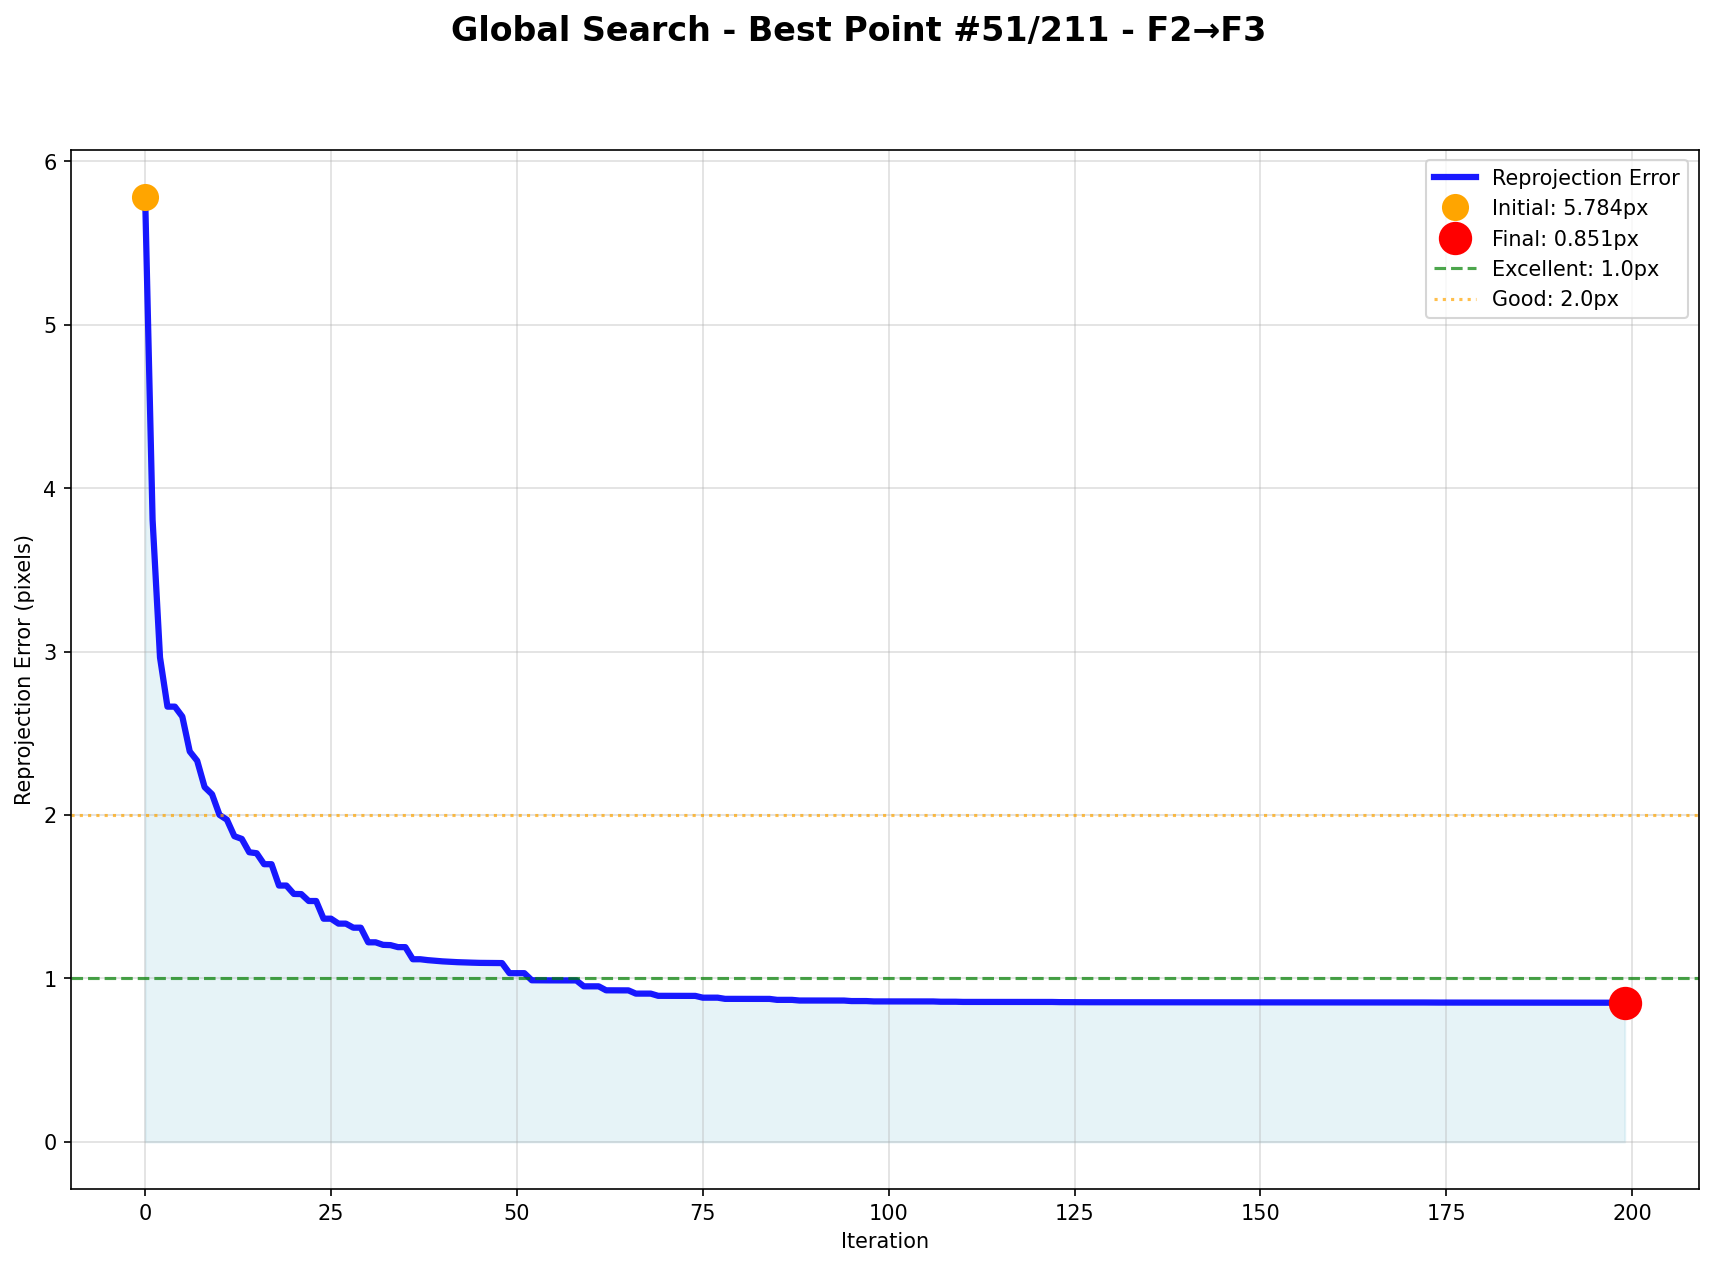 Global Search - Best Point #51/211 - F2→F3
Reprojection Error
Initial: 5.784px
Final: 0.851px
Excellent: 1.0px
Good: 2.0px
Reprojection Error (pixels)
6
5
4
3
2
1
0
0 25 50 75 100 125 150 175 200
Iteration